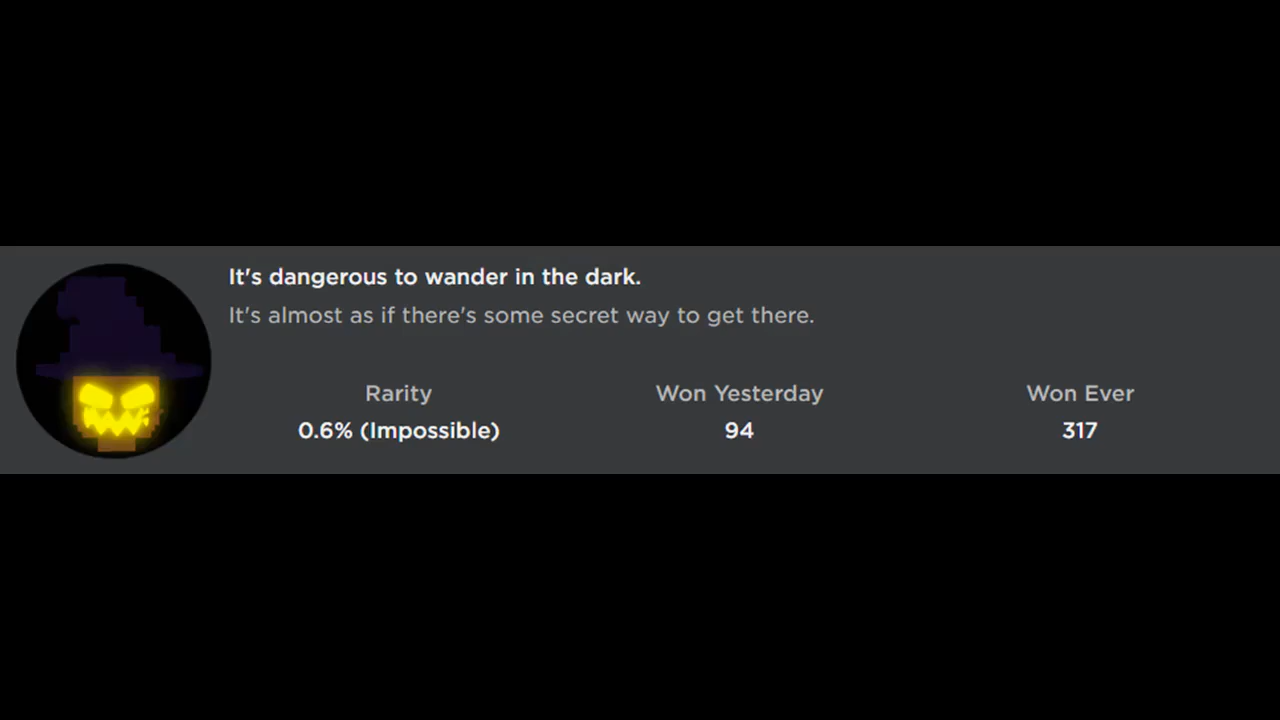 It's dangerous to wander in the dark.
It's almost as if there's some secret way to get there.
Rarity Won Yesterday Won Ever
0.6% (Impossible) 94 317